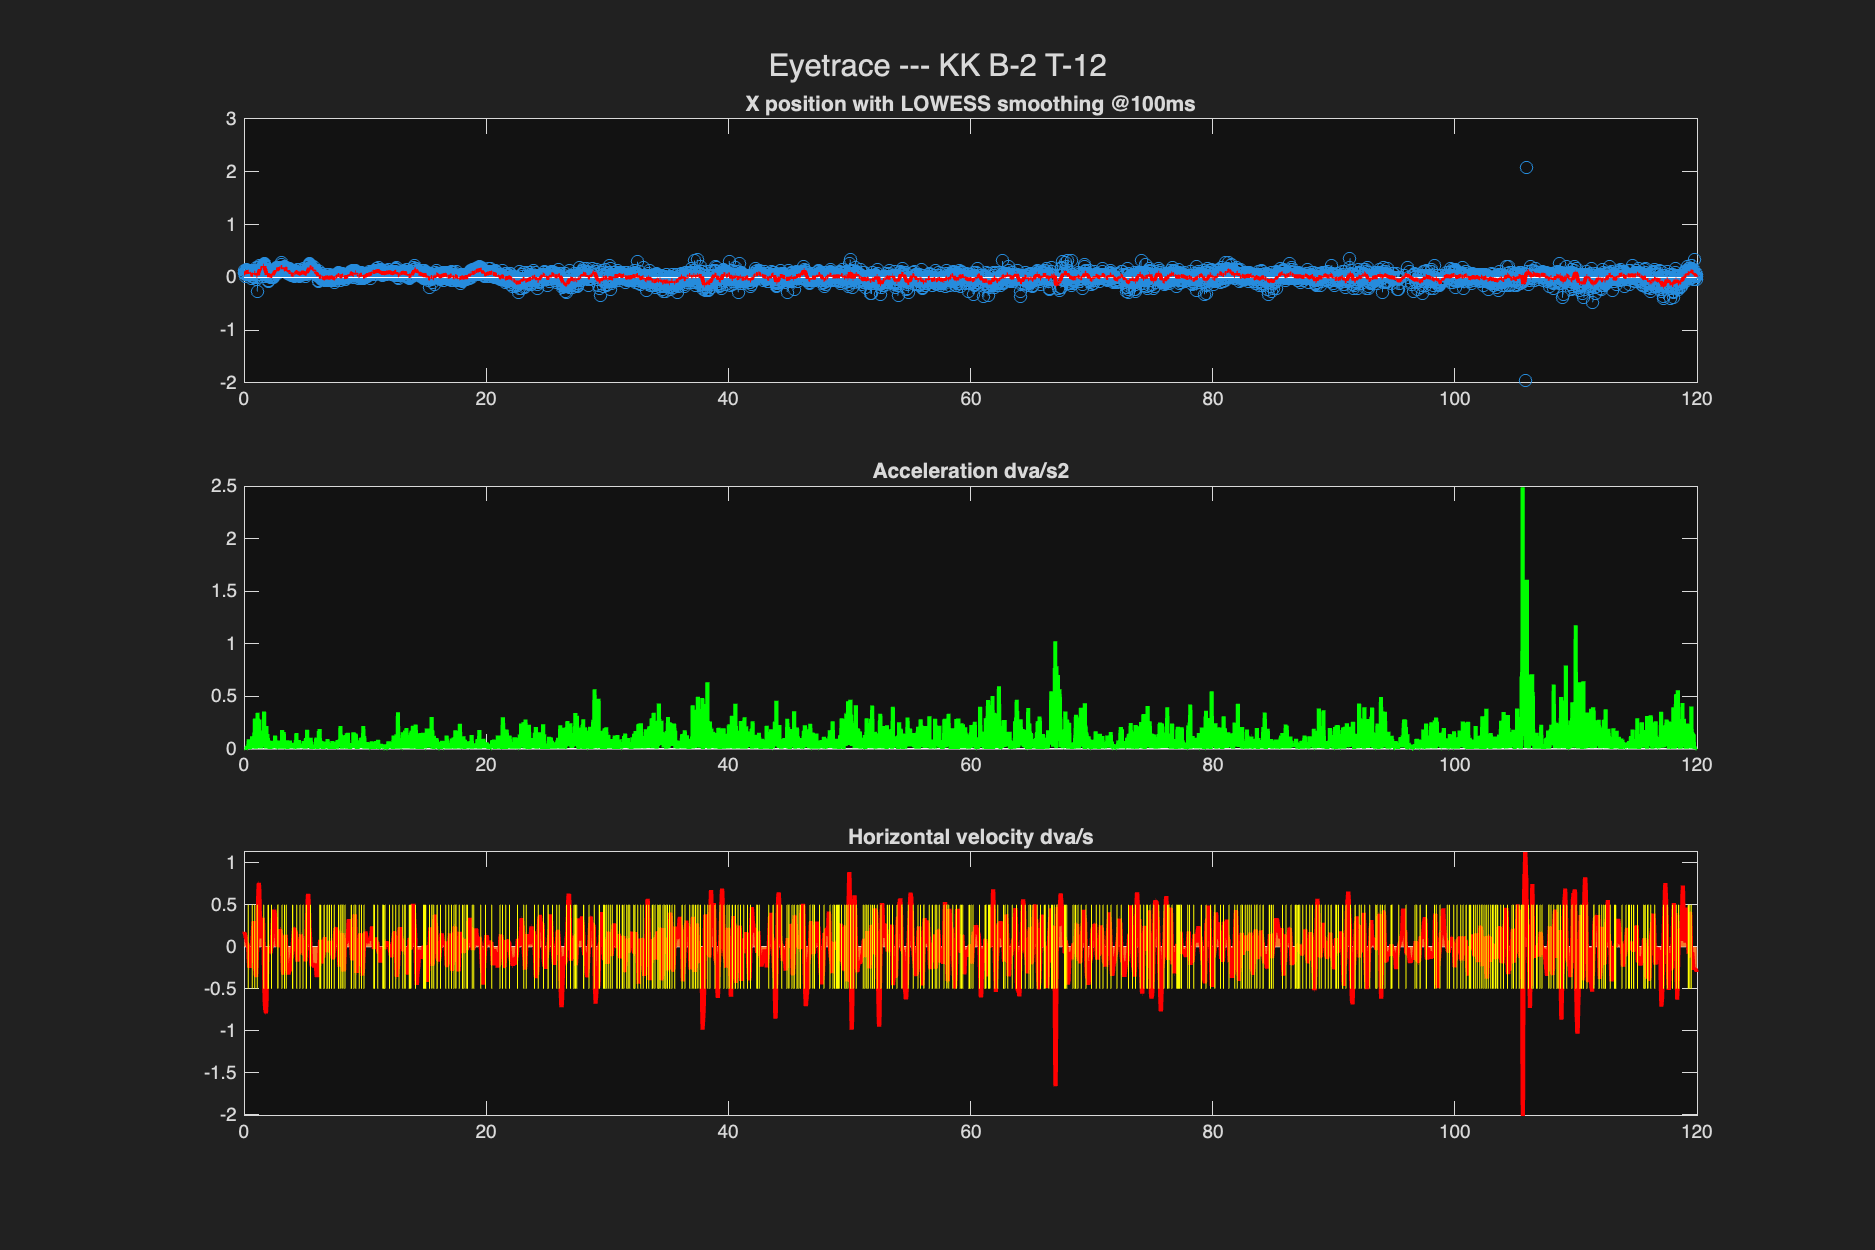 Eyetrace --- KK B-2 T-12
X position with LOWESS smoothing @100ms
3
2
1
0
-1
-2
0 20 40 60 80 100 120
Acceleration dva/s2
2.5
2
1.5
1
0.5
0
0 20 40 60 80 100 120
Horizontal velocity dva/s
1
0.5
0
-0.5
-1
-1.5
-2
0 20 40 60 80 100 120